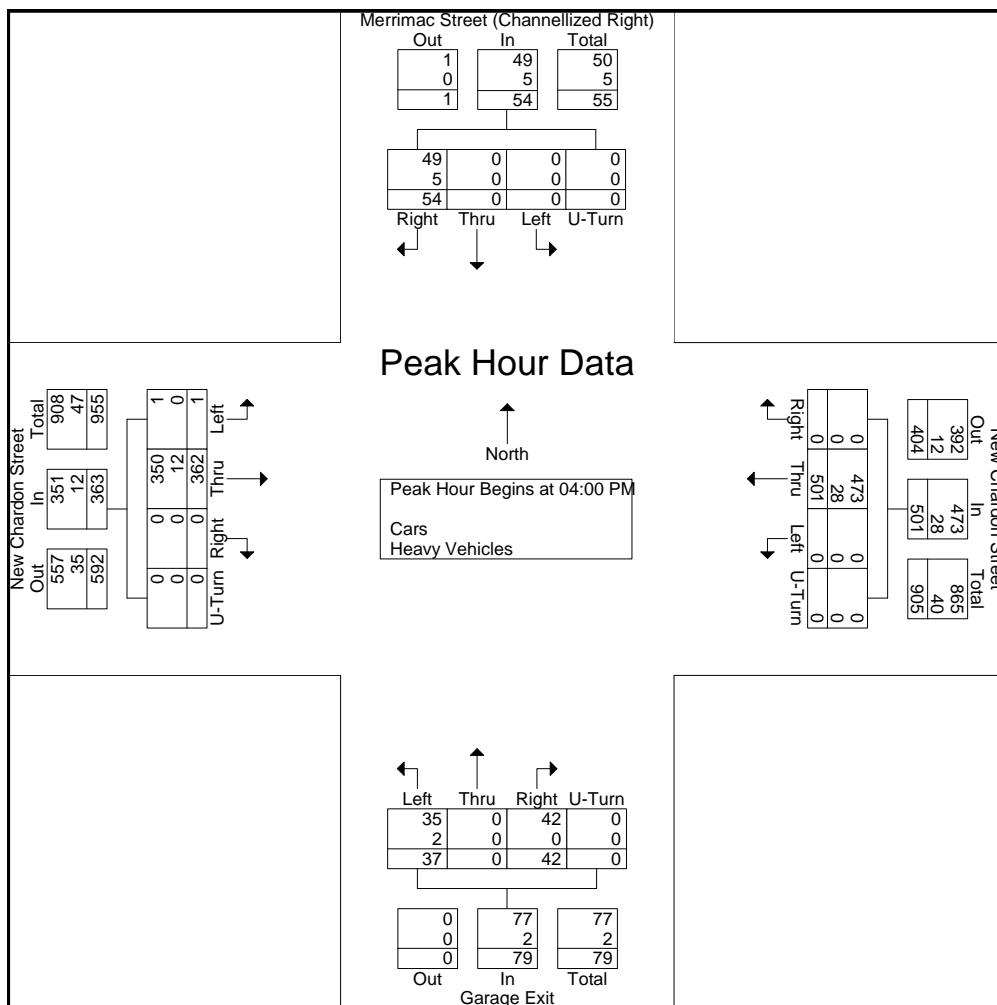 Merrimac Street (Channellized Right)
Out In Total
1 49 50
0 5 5
1 54 55
49 0 0 0
5 0 0 0
54 0 0 0
Right Thru Left U-Turn
Peak Hour Data
North
Peak Hour Begins at 04:00 PM
Cars
Heavy Vehicles
New Chardon Street
Out In Total
557 351 908
35 12 47
592 363 955
0 0 350 1
0 0 12 0
0 0 362 1
U-Turn Right Thru Left
New Chardon Street
Out In Total
392 473 865
12 28 40
404 501 905
0 473 0 0
0 28 0 0
0 501 0 0
Right Thru Left U-Turn
Left Thru Right U-Turn
35 0 42 0
2 0 0 0
37 0 42 0
0 77 77
0 2 2
0 79 79
Out In Total
Garage Exit